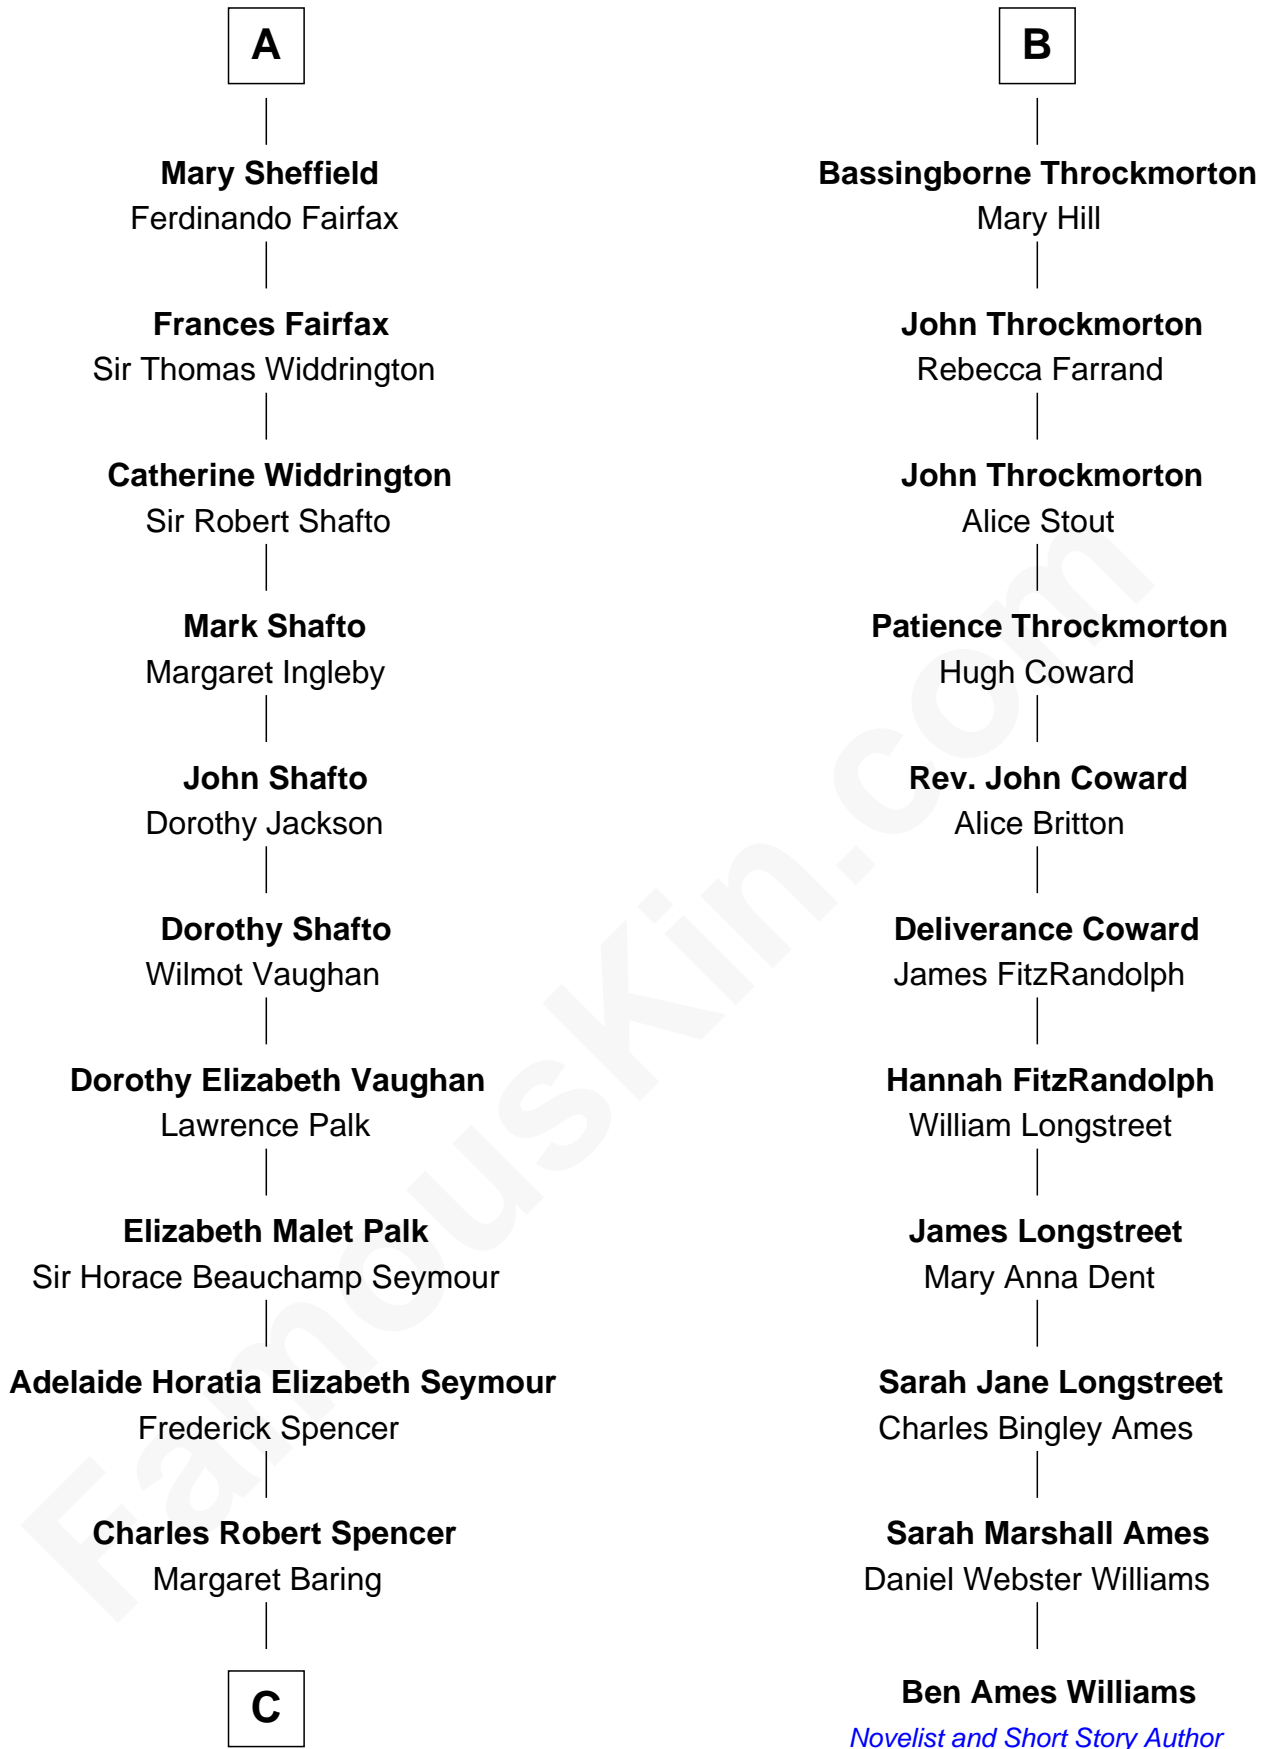 A
Mary Sheffield
Ferdinando Fairfax
Frances Fairfax
Sir Thomas Widdrington
Catherine Widdrington
Sir Robert Shafto
Mark Shafto
Margaret Ingleby
John Shafto
Dorothy Jackson
Dorothy Shafto
Wilmot Vaughan
Dorothy Elizabeth Vaughan
Lawrence Palk
Elizabeth Malet Palk
Sir Horace Beauchamp Seymour
Adelaide Horatia Elizabeth Seymour
Frederick Spencer
Charles Robert Spencer
Margaret Baring
C
B
Bassingborne Throckmorton
Mary Hill
John Throckmorton
Rebecca Farrand
John Throckmorton
Alice Stout
Patience Throckmorton
Hugh Coward
Rev. John Coward
Alice Britton
Deliverance Coward
James FitzRandolph
Hannah FitzRandolph
William Longstreet
James Longstreet
Mary Anna Dent
Sarah Jane Longstreet
Charles Bingley Ames
Sarah Marshall Ames
Daniel Webster Williams
Ben Ames Williams
Novelist and Short Story Author
FamousKin.com